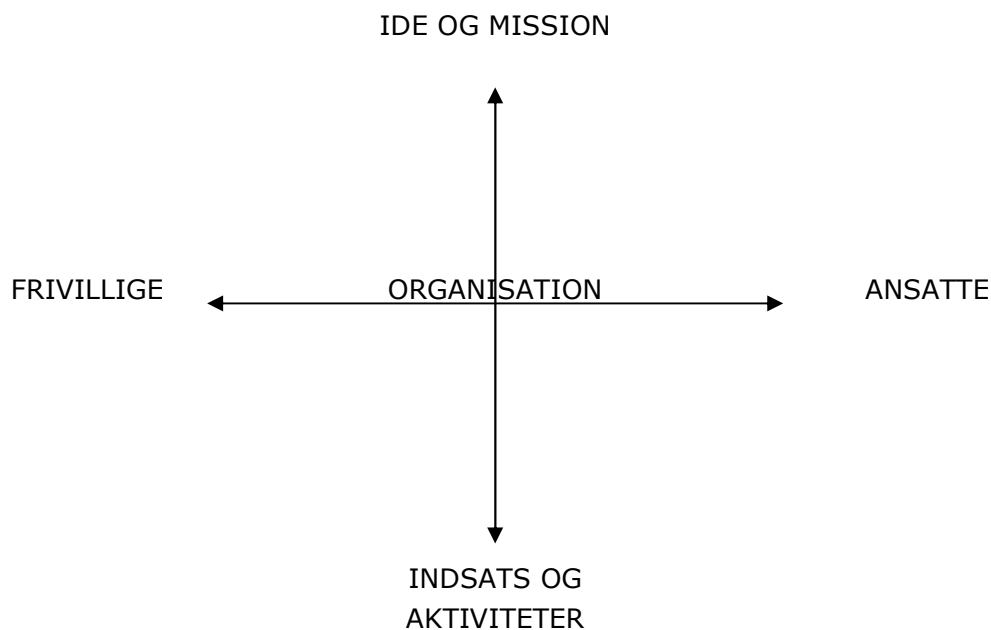 IDE OG MISSION
FRIVILLIGE
ORGANISATION
ANSATTE
INDSATS OG
AKTIVITETER